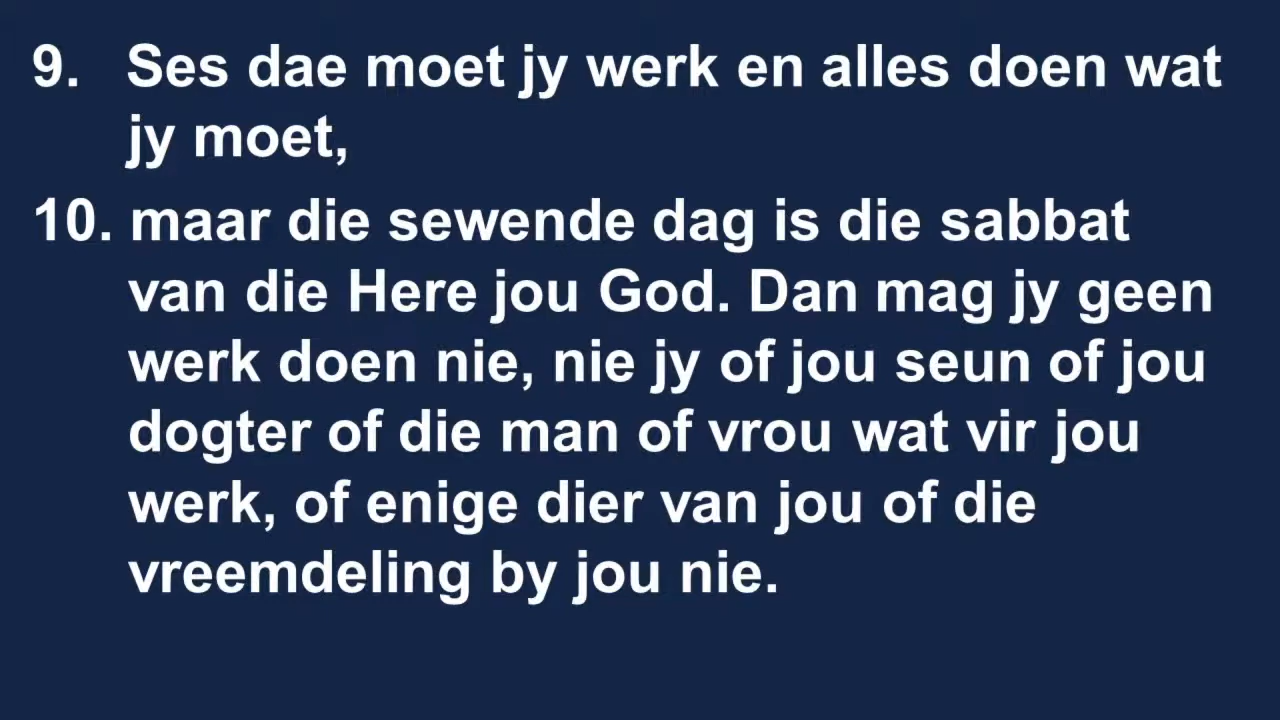 9. Ses dae moet jy werk en alles doen wat
jy moet,
10. maar die sewende dag is die sabbat
van die Here jou God. Dan mag jy geen
werk doen nie, nie jy of jou seun of jou
dogter of die man of vrou wat vir jou
werk, of enige dier van jou of die
vreemdeling by jou nie.